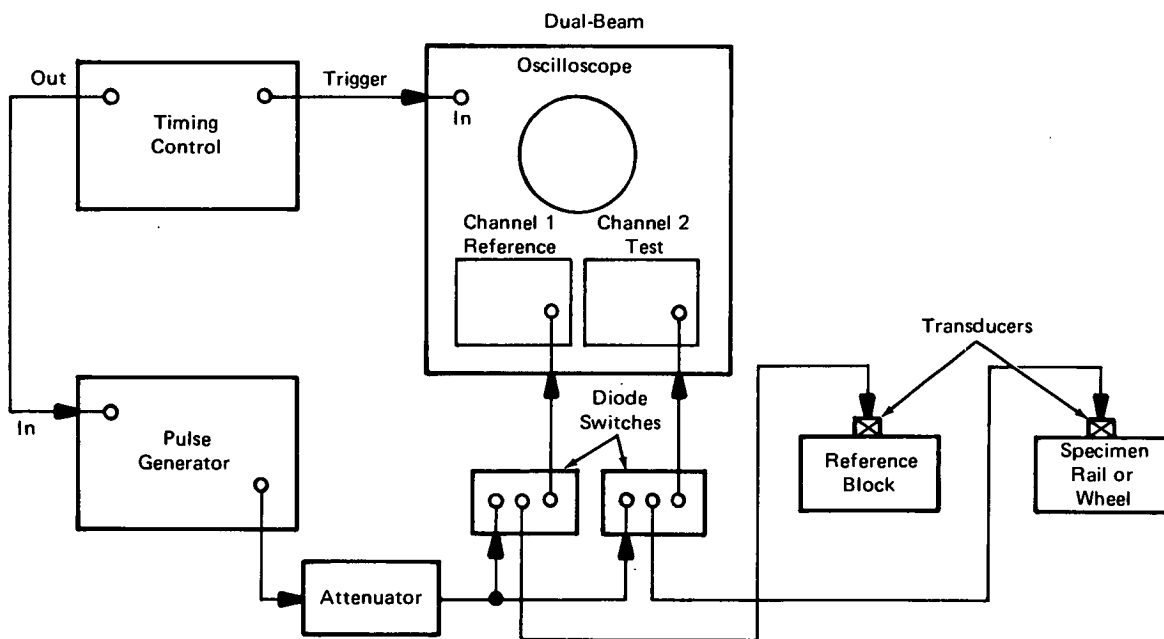 Dual-Beam
Oscilloscope
Out
Trigger
In
Timing
Control
Channel 1
Reference
Channel 2
Test
Transducers
In
Pulse
Generator
Diode
Switches
Reference
Block
Specimen
Rail or
Wheel
Attenuator